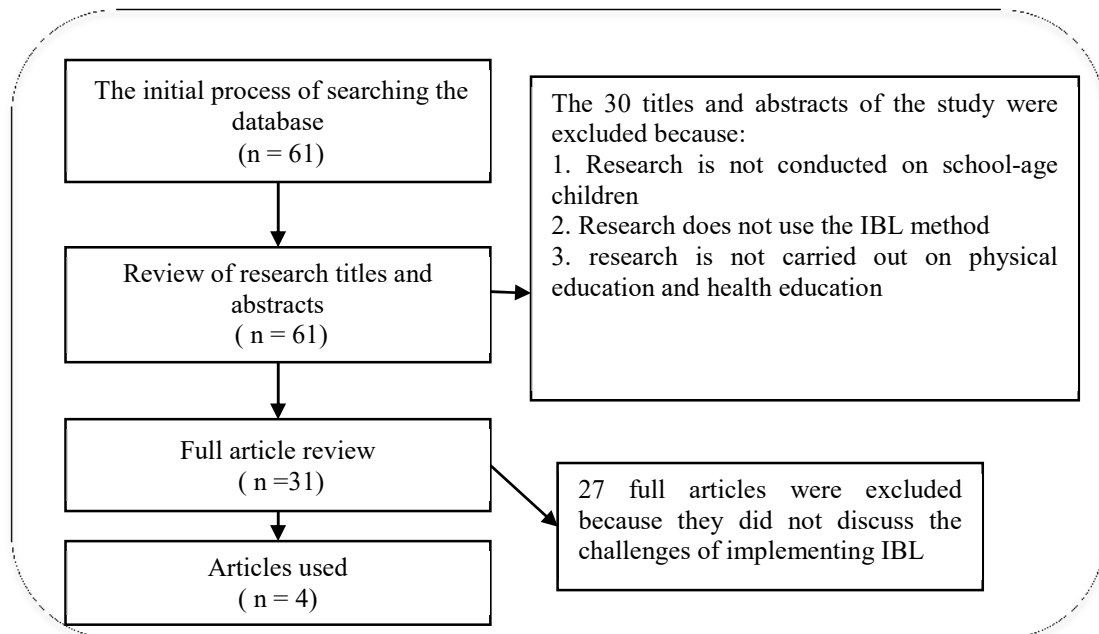 The initial process of searching the
database
(n = 61)
The 30 titles and abstracts of the study were
excluded because:
1. Research is not conducted on school-age
children
2. Research does not use the IBL method
3. research is not carried out on physical
education and health education
Review of research titles and
abstracts
( n = 61)
Full article review
( n =31)
27 full articles were excluded
because they did not discuss the
challenges of implementing IBL
Articles used
( n = 4)